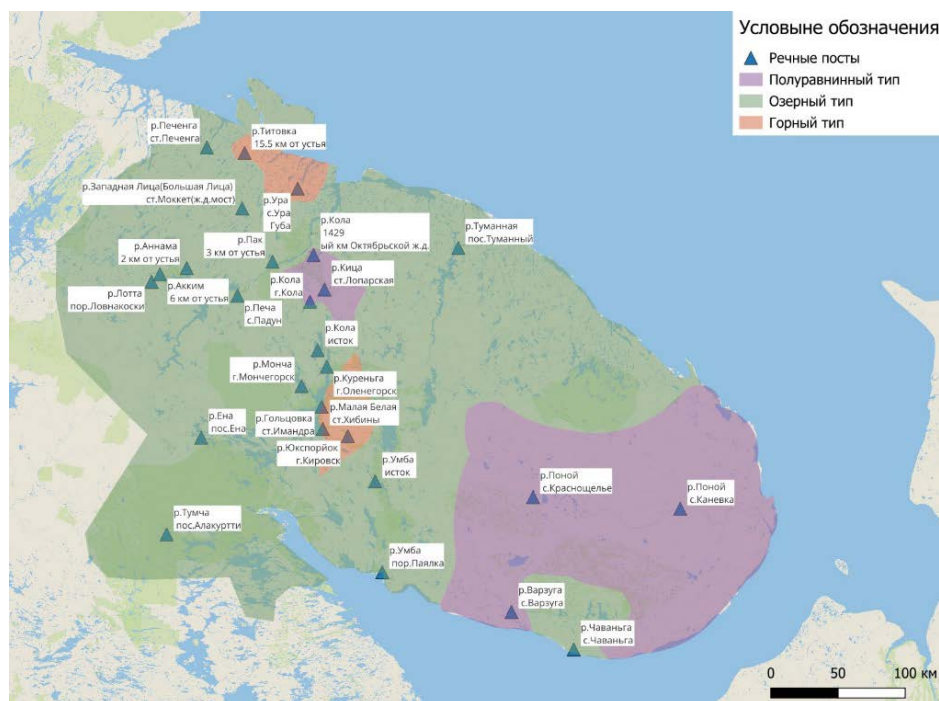 Условыне обозначения
Речные посты
Полуравнинный тип
Озерный тип
Горный тип
р.Печенга
ст.Печенга
р.Титовка
15.5 км от устья
р.Западная Лица(Большая Лица)
ст.Моккет(ж.д.мост)
р.Ура
с.Ура
Губа
р.Кола
1429
ый км Октябрьской ж.д.
р.Туманная
пос.Туманный
р.Пак
3 км от устья
р.Аннама
2 км от устья
р.Кица
ст.Лопарская
р.Кола
г.Кола
р.Лотта
пор.Ловнакоски
р.Акким
6 км от устья
р.Печа
с.Падун
р.Кола
исток
р.Монча
г.Мончегорск
р.Куреньга
г.Оленегорск
р.Малая Белая
ст.Хибины
р.Гольцовка
ст.Имандра
р.Ена
пос.Ена
р.Юкспорйок
г.Кировск
р.Умба
исток
р.Поной
с.Краснощелье
р.Поной
с.Каневка
р.Тумча
пос.Алакуртти
р.Умба
пор.Паялка
р.Варзуга
с.Варзуга
р.Чаваньга
с.Чаваньга
0 50 100 км